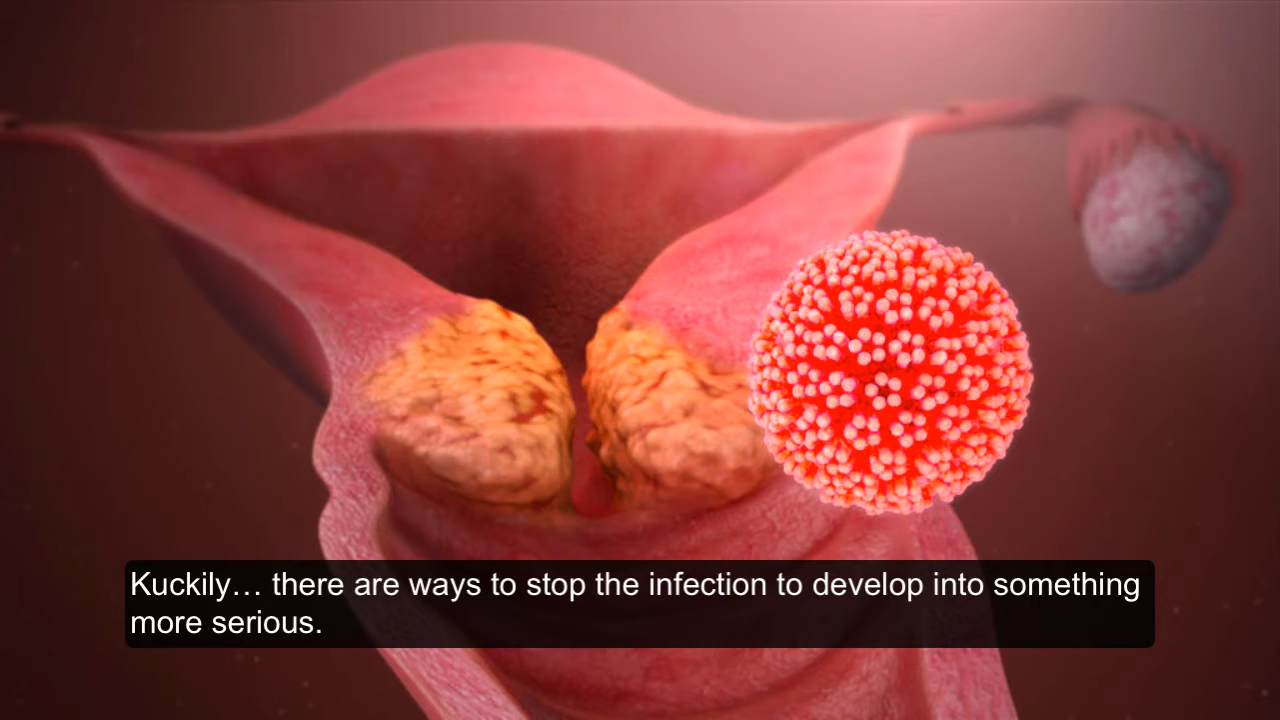 Kuckily… there are ways to stop the infection to develop into something
more serious.